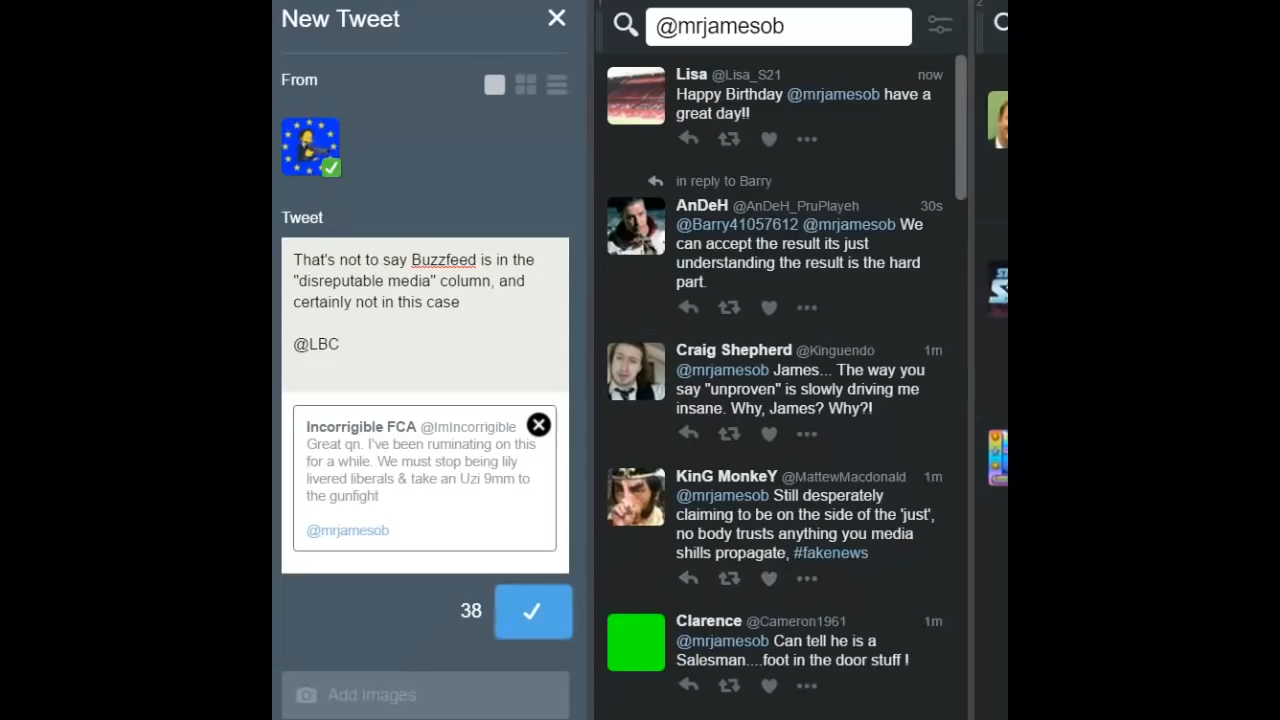 New Tweet
From
Tweet
That's not to say Buzzfeed is in the
"disreputable media" column, and
certainly not in this case
@LBC
Incorrigible FCA @ImIncorrigible
Great qn. I've been ruminating on this
for a while. We must stop being lily
livered liberals & take an Uzi 9mm to
the gunfight
@mrjamesob
38
Add images
1
@mrjamesob
Lisa @Lisa_S21 now
Happy Birthday @mrjamesob have a
great day!!
in reply to Barry
AnDeH @AnDeH_PruPlayeh 30s
@Barry41057612 @mrjamesob We
can accept the result its just
understanding the result is the hard
part.
Craig Shepherd @Kinguendo 1m
@mrjamesob James... The way you
say "unproven" is slowly driving me
insane. Why, James? Why?!
KinG MonkeY @MattewMacdonald 1m
@mrjamesob Still desperately
claiming to be on the side of the 'just',
no body trusts anything you media
shills propagate, #fakenews
Clarence @Cameron1961 1m
@mrjamesob Can tell he is a
Salesman....foot in the door stuff !
2